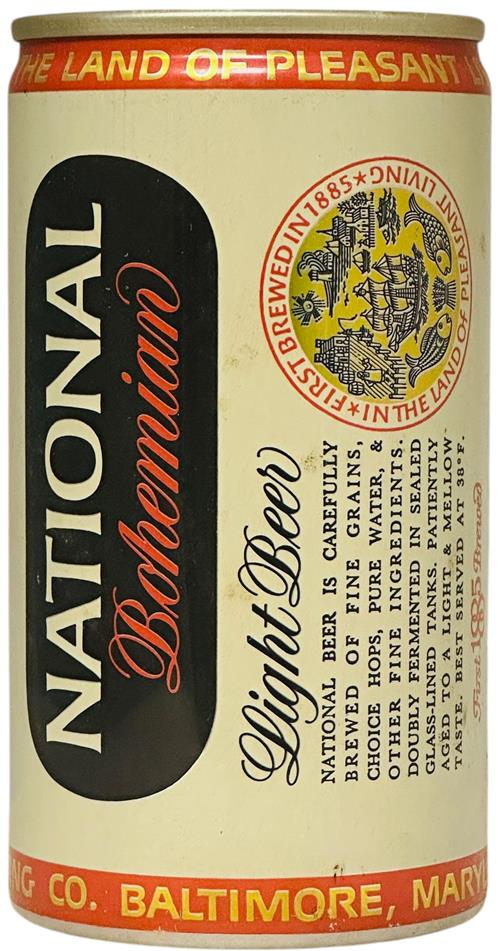 THE LAND OF PLEASANT
NATIONAL
Bohemian
★FIRST BREWED IN 1885★
IN THE LAND OF PLEASANT LIVING
Light Beer
NATIONAL BEER IS CAREFULLY
BREWED OF FINE GRAINS,
CHOICE HOPS, PURE WATER, &
OTHER FINE INGREDIENTS.
DOUBLY FERMENTED IN SEALED
GLASS-LINED TANKS. PATIENTLY
AGED TO A LIGHT & MELLOW
TASTE. BEST SERVED AT 38°F.
First 1885 Brewed
NG CO. BALTIMORE, MARY